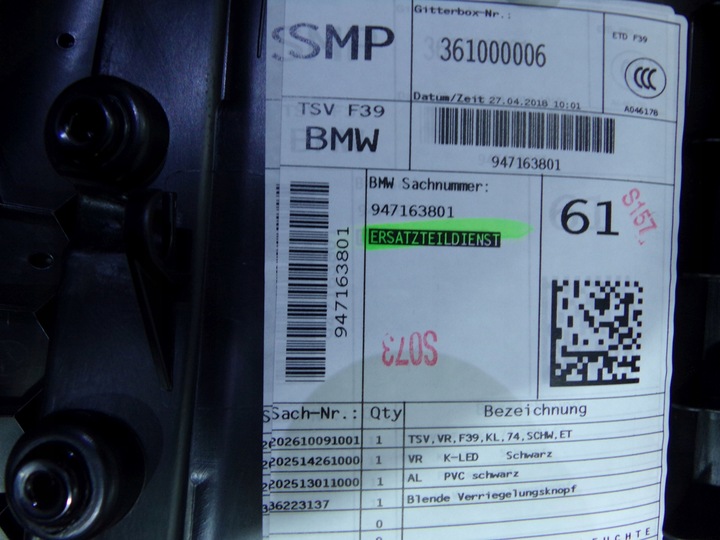 SMP
Gitterbox-Nr.:
361000006
ETD F39
CCC
A046178
Datum/Zeit 27.04.2018 10:01
TSV F39
BMW
947163801
BMW Sachnummer:
947163801
ERSATZTEILDIENST
61
S157
947163801
S073
Sach-Nr.: Qty Bezeichnung
202610091001 1 TSV,VR,F39,KL,74,SCHW,ET
202514261000 1 VR K-LED Schwarz
202513011000 1 AL PVC schwarz
36223137 1 Blende Verriegelungsknopf
0